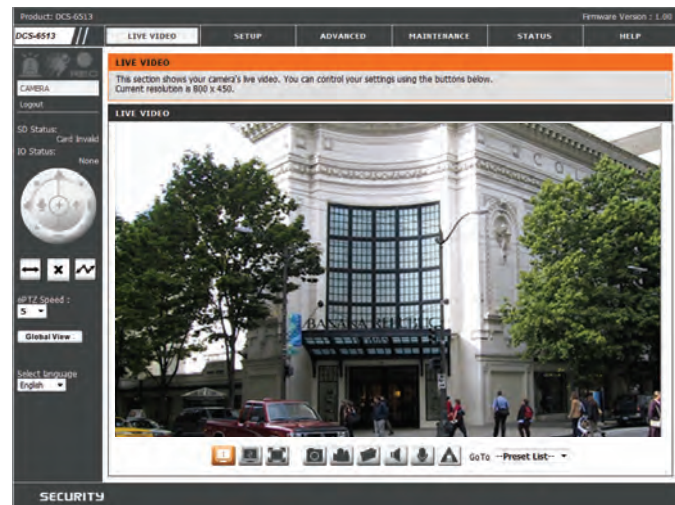 Product: DCS-6513 Firmware Version : 1.00
DCS-6513
LIVE VIDEO SETUP ADVANCED MAINTENANCE STATUS HELP
REC
CAMERA
Logout
SD Status:
Card Invalid
IO Status:
None
ePTZ Speed :
5
Global View
Select language
English
LIVE VIDEO
This section shows your camera's live video. You can control your settings using the buttons below.
Current resolution is 800 x 450.
LIVE VIDEO
BANANA REPUBLIC
1 2
GoTo --Preset List--
SECURITY